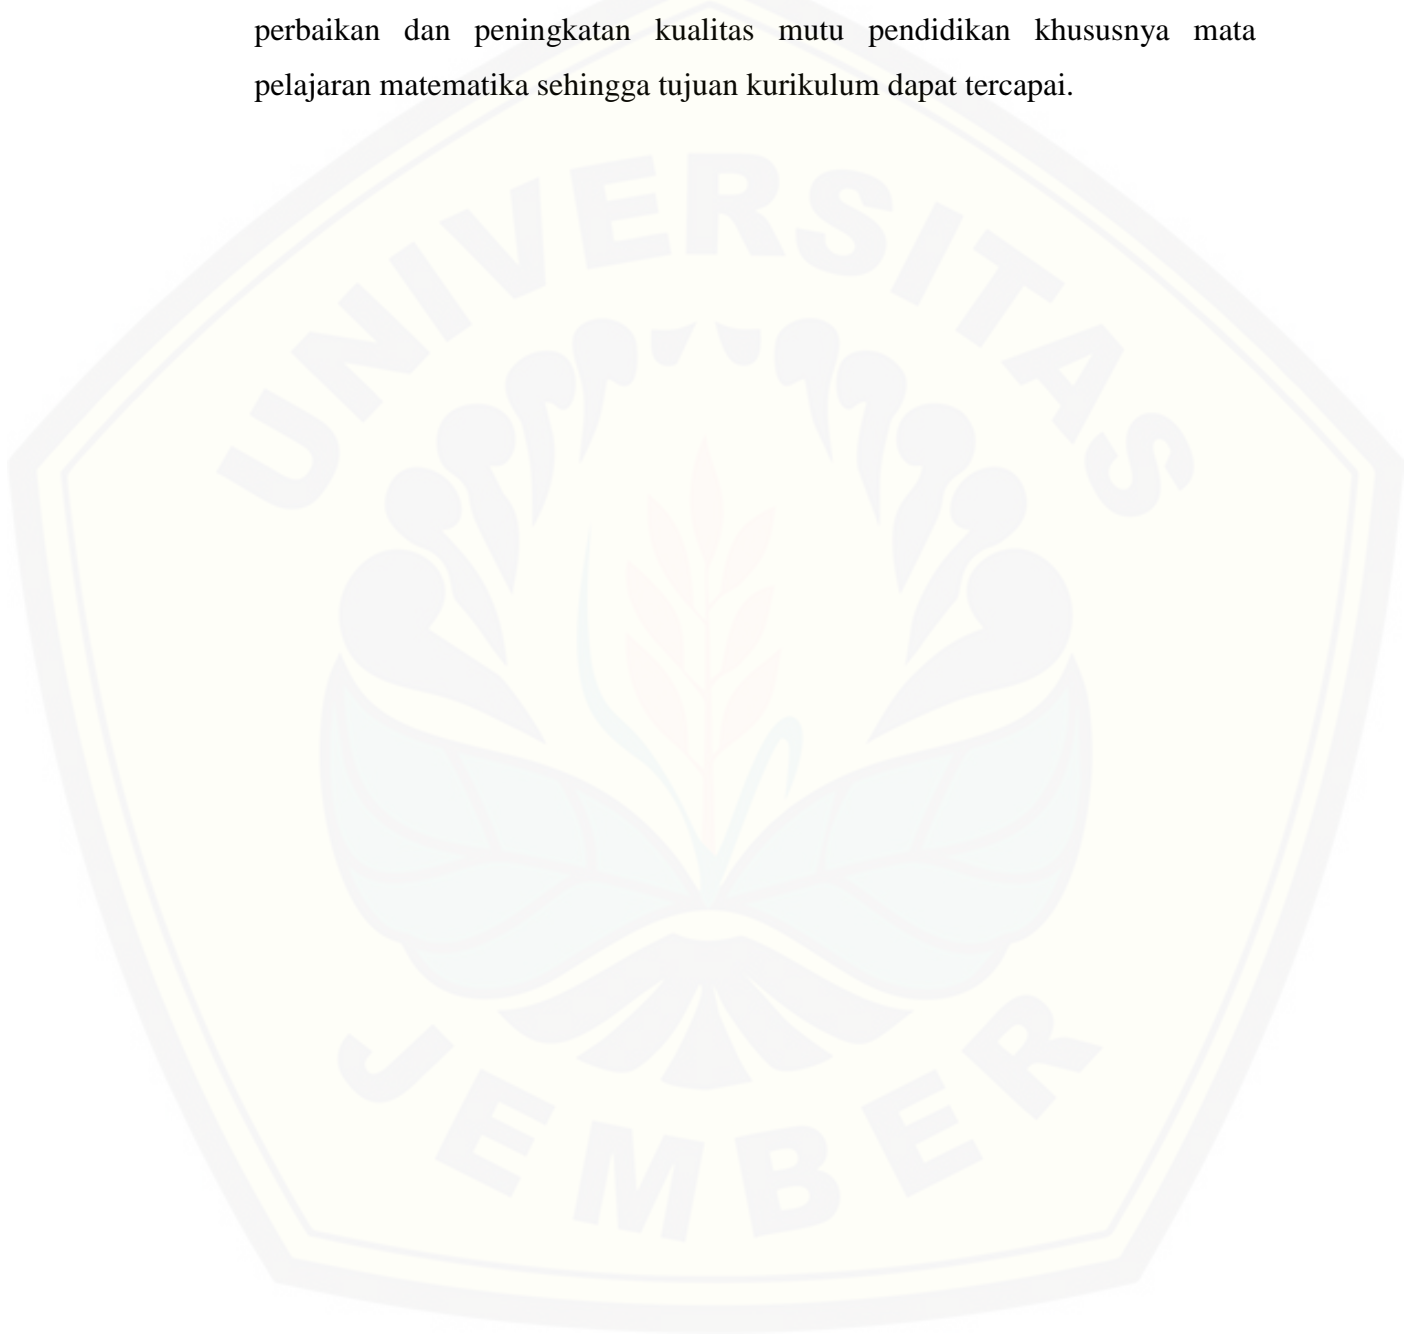 perbaikan dan peningkatan kualitas mutu pendidikan khususnya mata
pelajaran matematika sehingga tujuan kurikulum dapat tercapai.
UNIVERSITAS
JEMBER